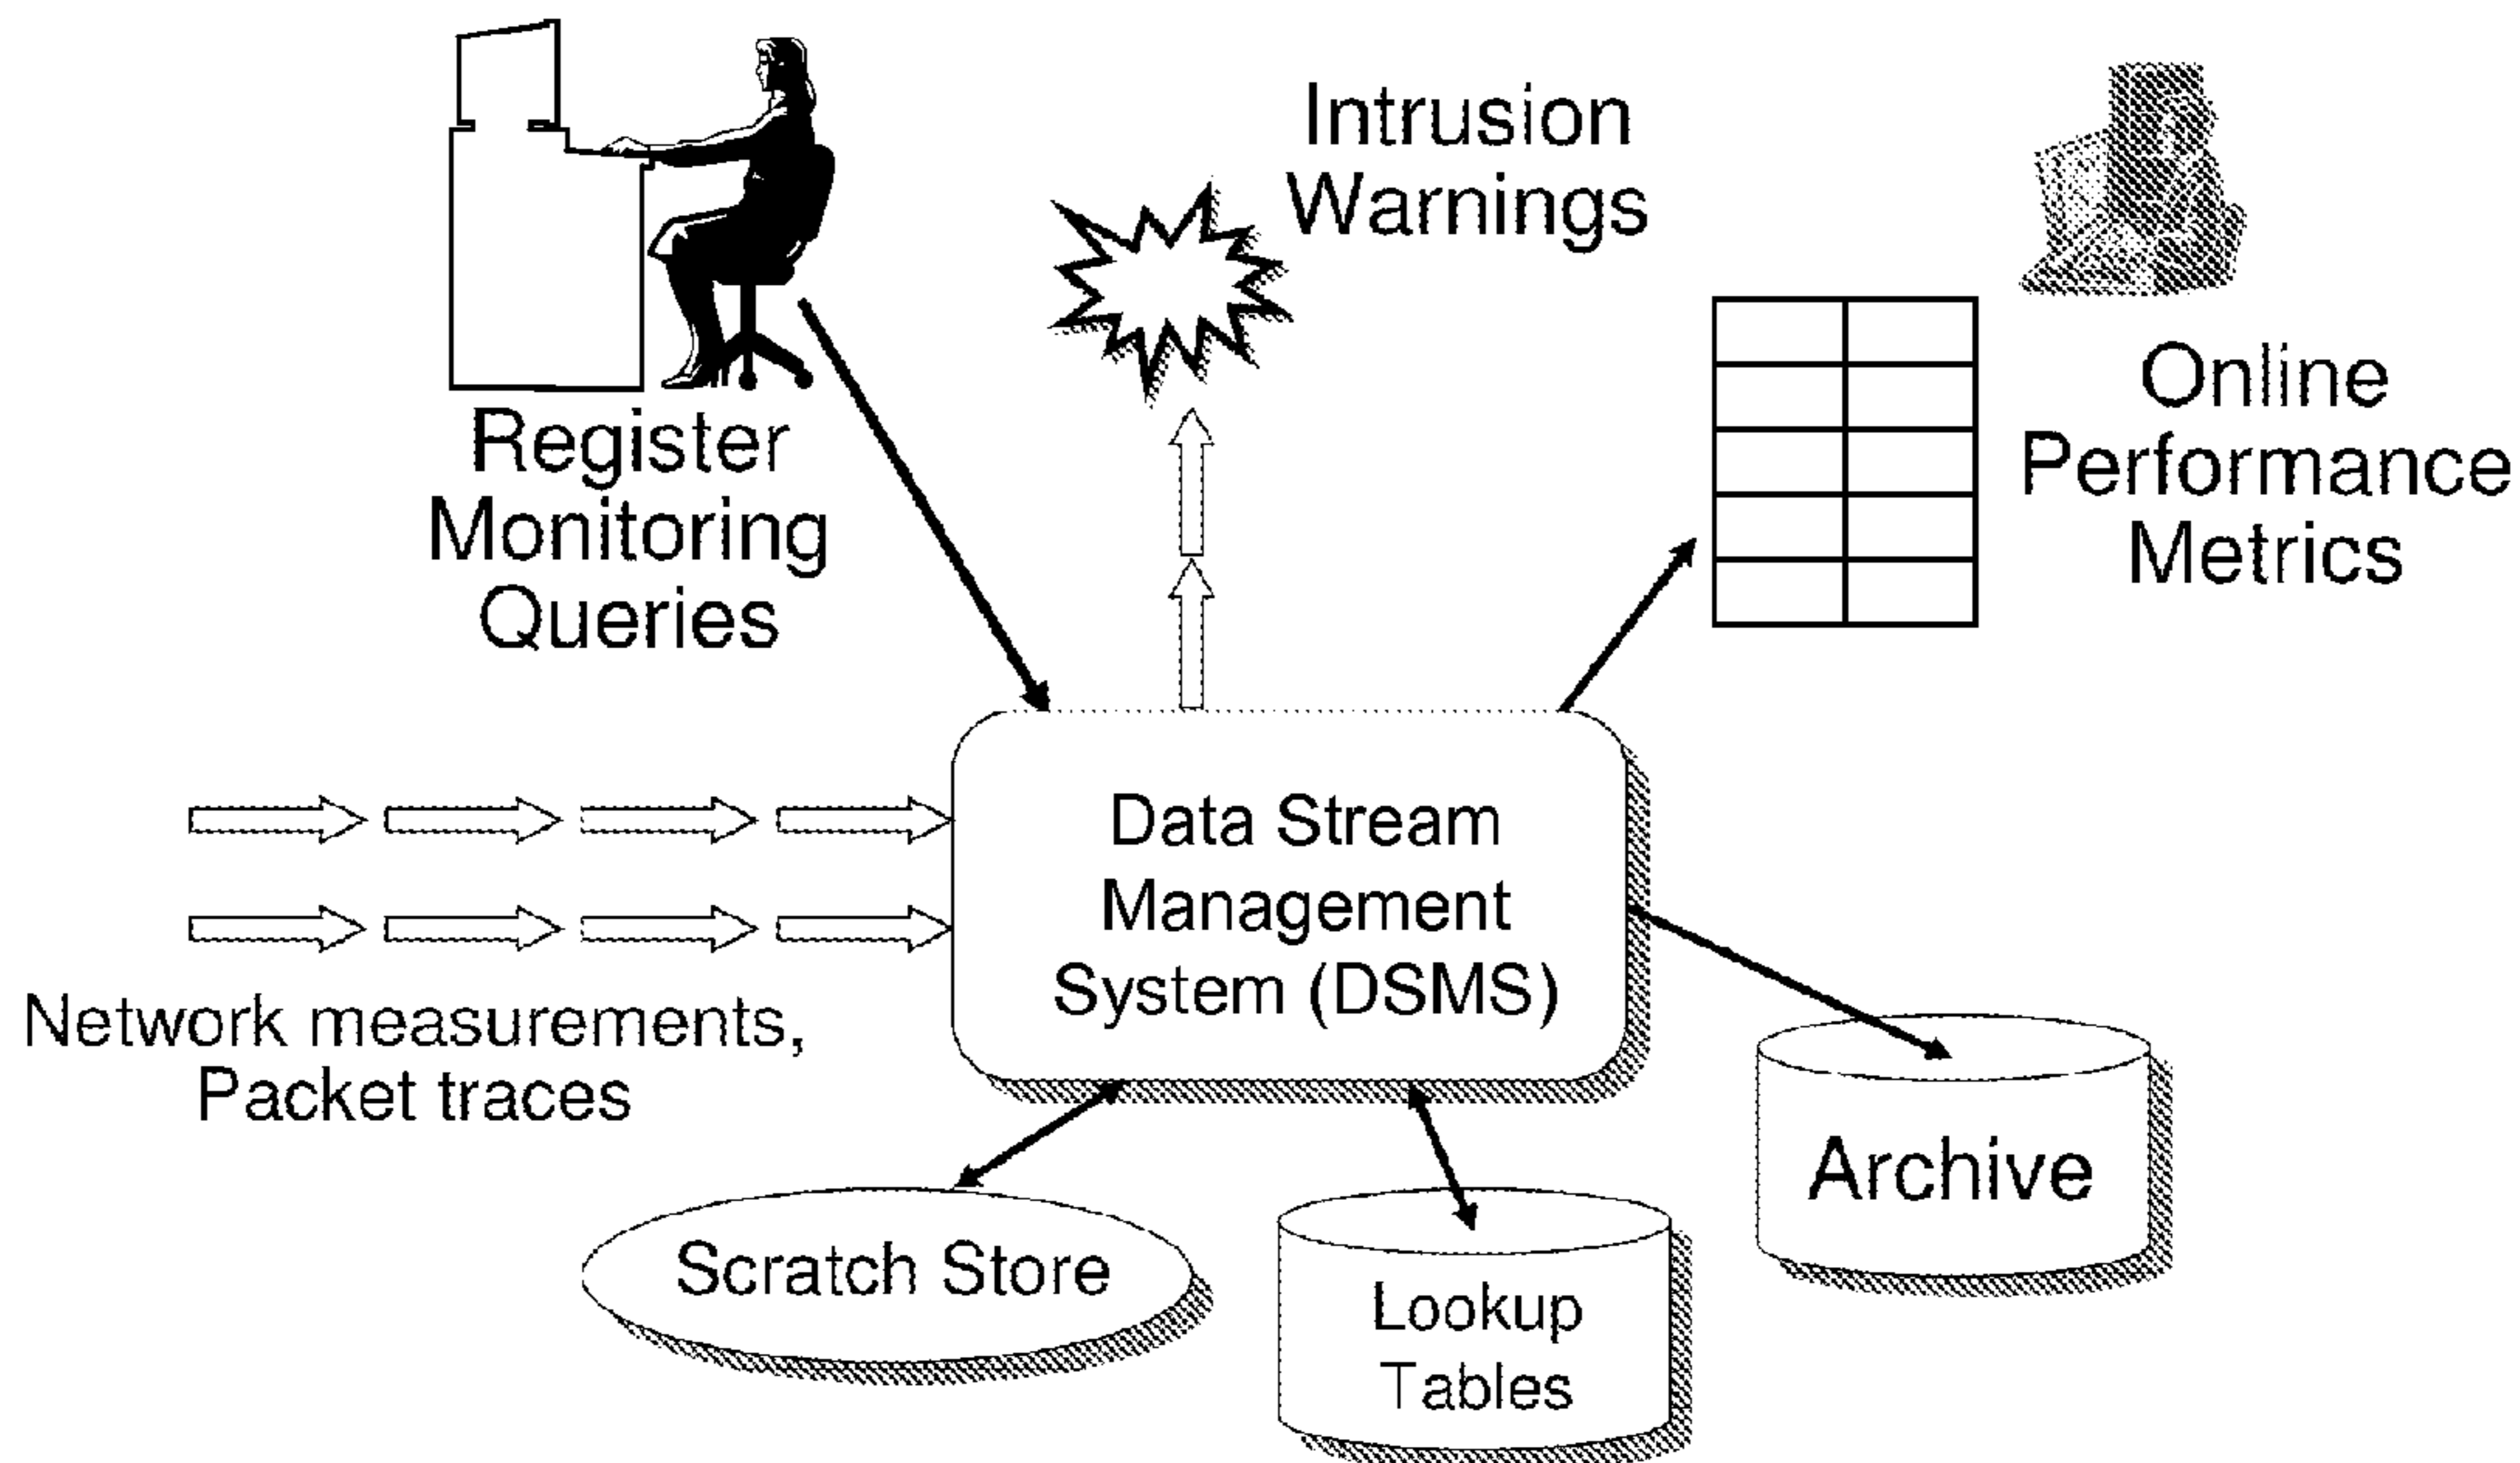 Intrusion
Warnings
Register
Monitoring
Queries
Online
Performance
Metrics
Data Stream
Management
System (DSMS)
Network measurements,
Packet traces
Scratch Store
Lookup
Tables
Archive